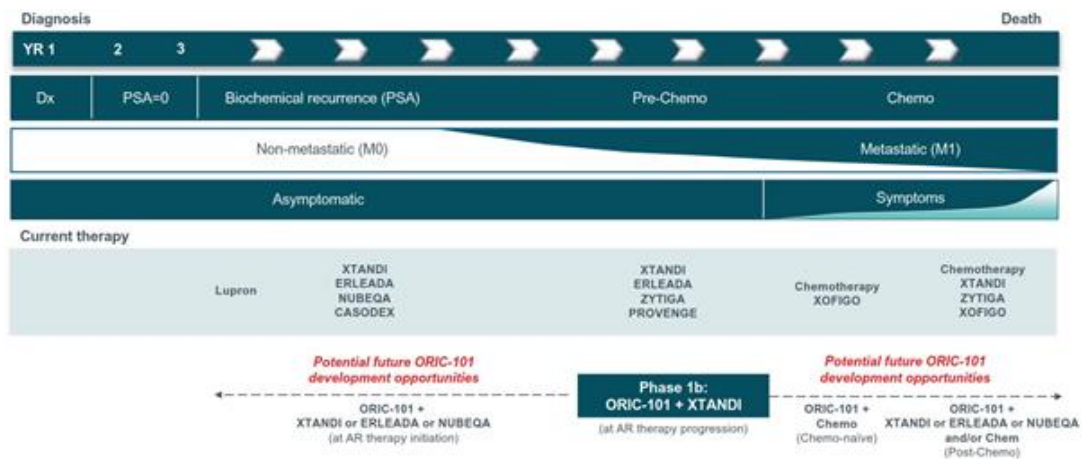 Diagnosis Death
YR 1 2 3
Dx PSA=0 Biochemical recurrence (PSA) Pre-Chemo Chemo
Non-metastatic (M0) Metastatic (M1)
Asymptomatic Symptoms
Current therapy
Lupron
XTANDI
ERLEADA
NUBEQA
CASODEX
XTANDI
ERLEADA
ZYTIGA
PROVENGE
Chemotherapy
XOFIGO
Chemotherapy
XTANDI
ZYTIGA
XOFIGO
Potential future ORIC-101
development opportunities
ORIC-101 +
XTANDI or ERLEADA or NUBEQA
(at AR therapy initiation)
Phase 1b:
ORIC-101 + XTANDI
(at AR therapy progression)
Potential future ORIC-101
development opportunities
ORIC-101 +
Chemo
(Chemo-naïve)
ORIC-101 +
XTANDI or ERLEADA or NUBEQA
and/or Chem
(Post-Chemo)